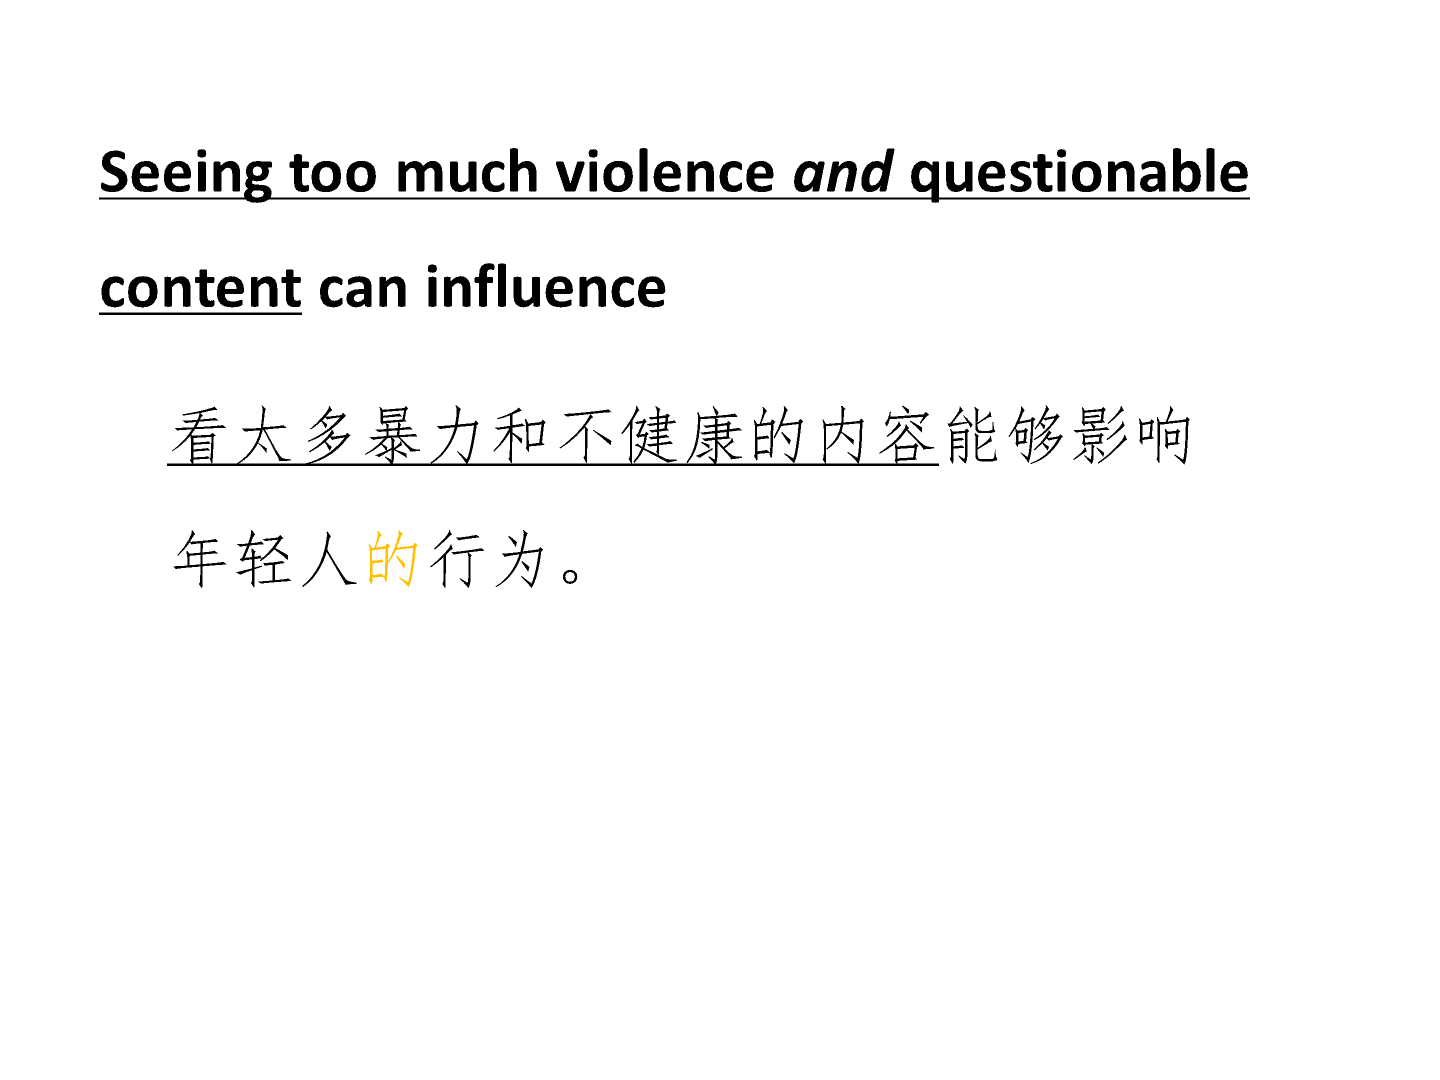 Seeing too much violence and questionable
content can influence
看太多暴力和不健康的内容能够影响
年轻人的行为。